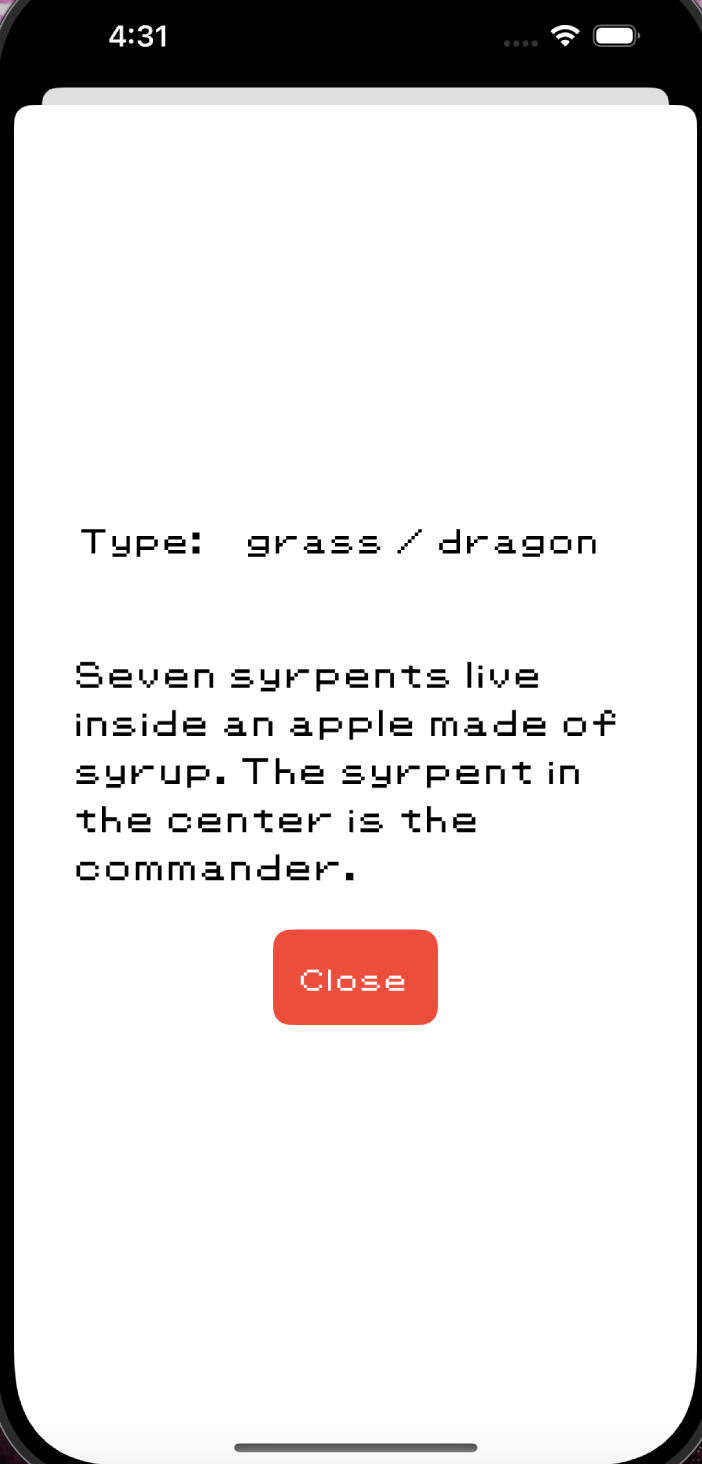 4:31
Type: grass / dragon
Seven syrpents live
inside an apple made of
syrup. The syrpent in
the center is the
commander.
Close